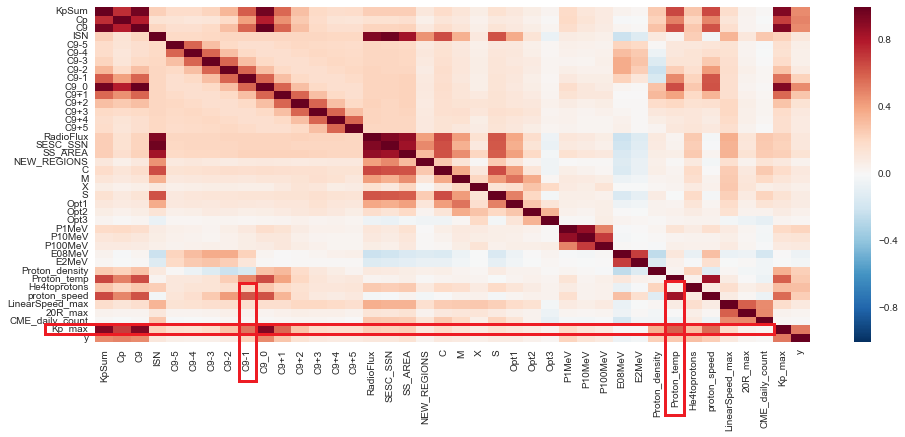 KpSum
Cp
C9
ISN
C9-5
C9-4
C9-3
C9-2
C9-1
C9_0
C9+1
C9+2
C9+3
C9+4
C9+5
RadioFlux
SESC_SSN
SS_AREA
NEW_REGIONS
C
M
X
S
Opt1
Opt2
Opt3
P1MeV
P10MeV
P100MeV
E08MeV
E2MeV
Proton_density
Proton_temp
He4toprotons
proton_speed
LinearSpeed_max
20R_max
CME_daily_count
Kp_max
y
KpSum
Cp
C9
ISN
C9-5
C9-4
C9-3
C9-2
C9-1
C9_0
C9+1
C9+2
C9+3
C9+4
C9+5
RadioFlux
SESC_SSN
SS_AREA
NEW_REGIONS
C
M
X
S
Opt1
Opt2
Opt3
P1MeV
P10MeV
P100MeV
E08MeV
E2MeV
Proton_density
Proton_temp
He4toprotons
proton_speed
LinearSpeed_max
20R_max
CME_daily_count
Kp_max
y
0.8
0.4
0.0
−0.4
−0.8